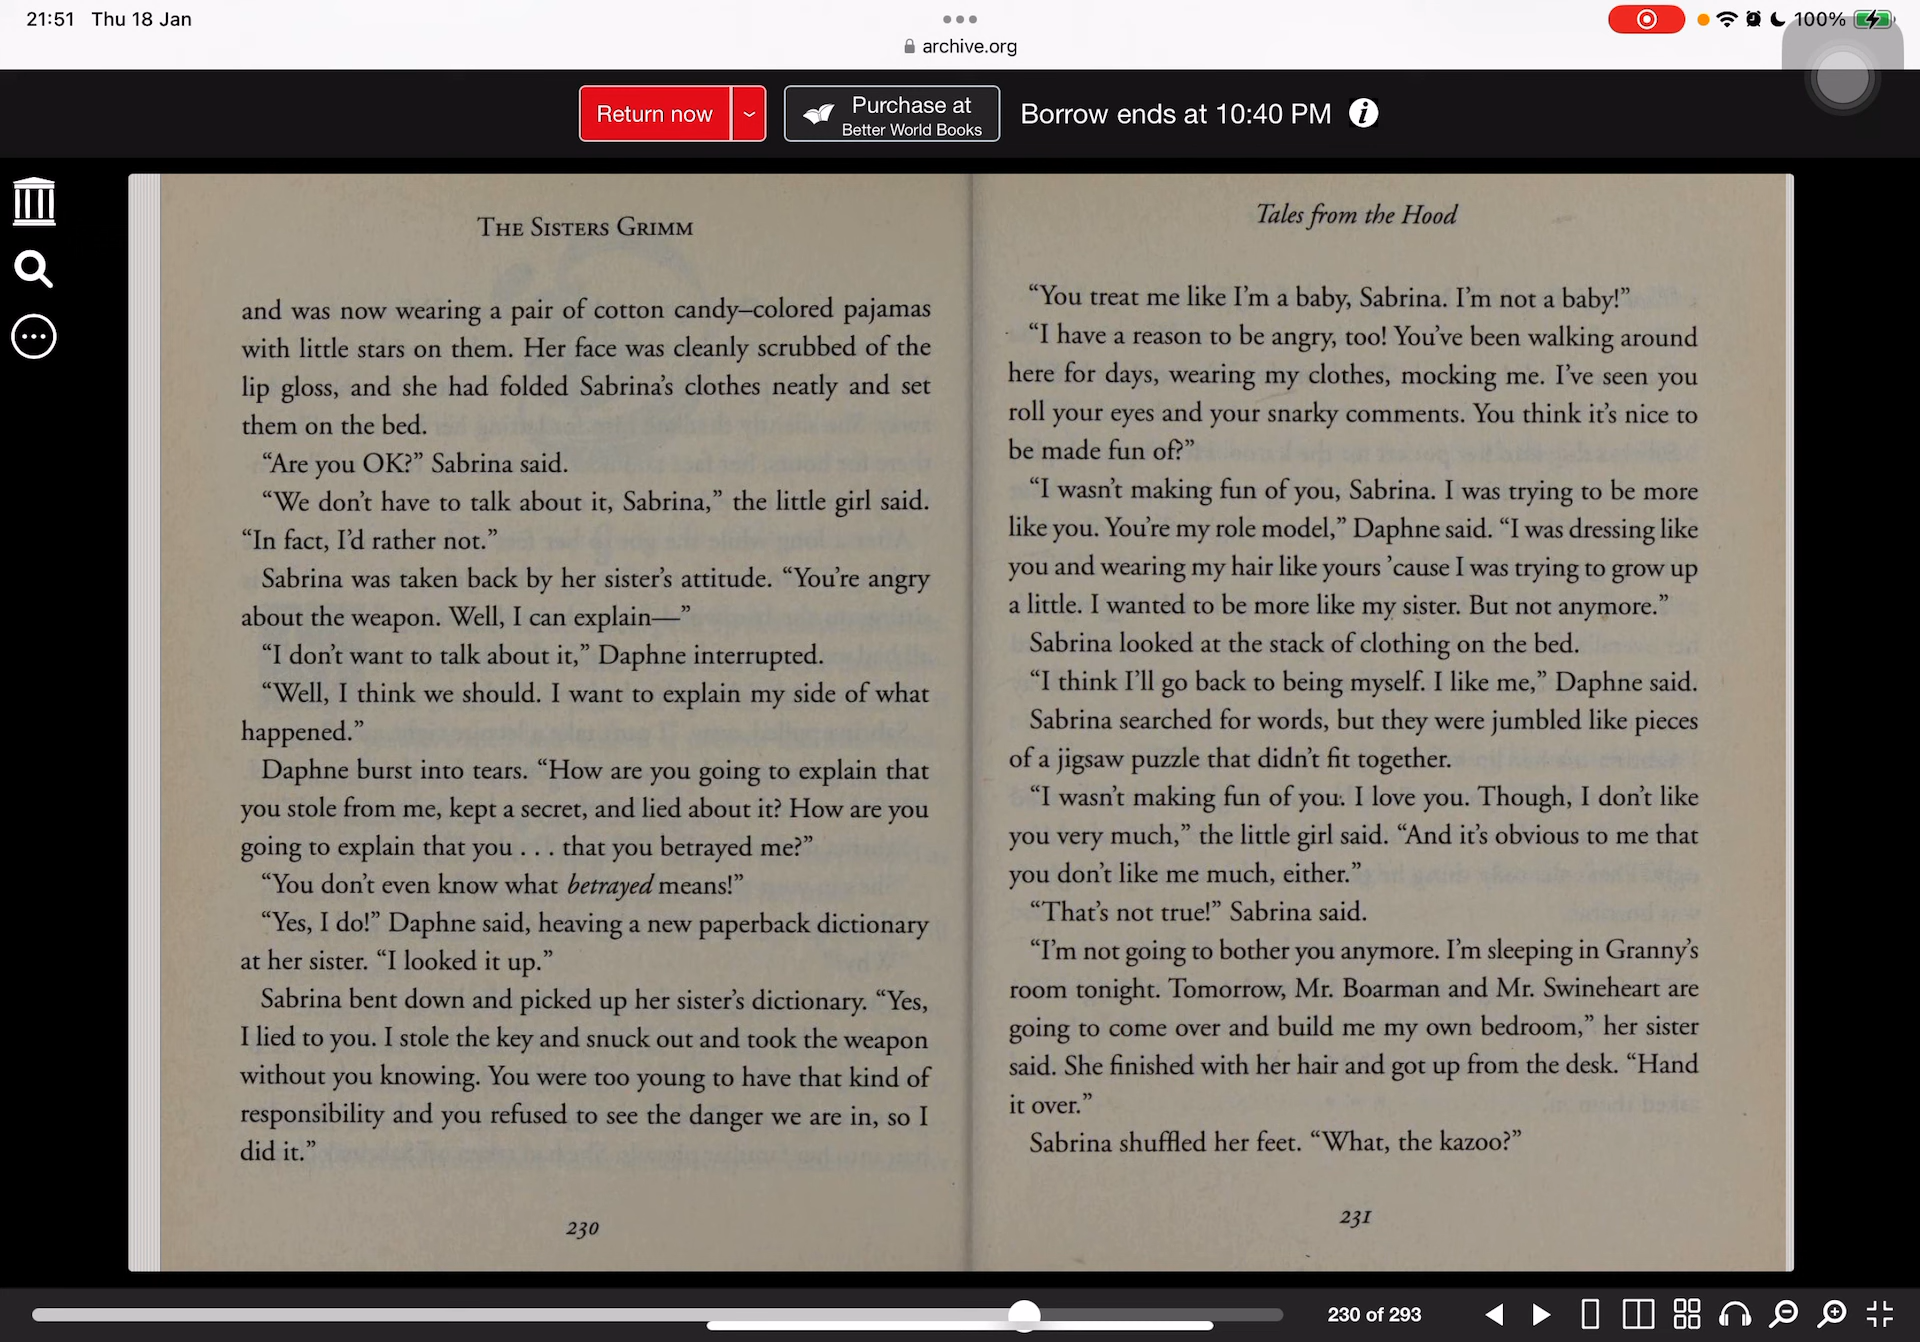 21:51 Thu 18 Jan
100%
archive.org
Return now
Purchase at
Better World Books
Borrow ends at 10:40 PM
THE SISTERS GRIMM
and was now wearing a pair of cotton candy–colored pajamas
with little stars on them. Her face was cleanly scrubbed of the
lip gloss, and she had folded Sabrina’s clothes neatly and set
them on the bed.
“Are you OK?” Sabrina said.
“We don’t have to talk about it, Sabrina,” the little girl said.
“In fact, I’d rather not.”
Sabrina was taken back by her sister’s attitude. “You’re angry
about the weapon. Well, I can explain—”
“I don’t want to talk about it,” Daphne interrupted.
“Well, I think we should. I want to explain my side of what
happened.”
Daphne burst into tears. “How are you going to explain that
you stole from me, kept a secret, and lied about it? How are you
going to explain that you . . . that you betrayed me?”
“You don’t even know what betrayed means!”
“Yes, I do!” Daphne said, heaving a new paperback dictionary
at her sister. “I looked it up.”
Sabrina bent down and picked up her sister’s dictionary. “Yes,
I lied to you. I stole the key and snuck out and took the weapon
without you knowing. You were too young to have that kind of
responsibility and you refused to see the danger we are in, so I
did it.”
230
Tales from the Hood
“You treat me like I’m a baby, Sabrina. I’m not a baby!”
“I have a reason to be angry, too! You’ve been walking around
here for days, wearing my clothes, mocking me. I’ve seen you
roll your eyes and your snarky comments. You think it’s nice to
be made fun of?”
“I wasn’t making fun of you, Sabrina. I was trying to be more
like you. You’re my role model,” Daphne said. “I was dressing like
you and wearing my hair like yours ’cause I was trying to grow up
a little. I wanted to be more like my sister. But not anymore.”
Sabrina looked at the stack of clothing on the bed.
“I think I’ll go back to being myself. I like me,” Daphne said.
Sabrina searched for words, but they were jumbled like pieces
of a jigsaw puzzle that didn’t fit together.
“I wasn’t making fun of you. I love you. Though, I don’t like
you very much,” the little girl said. “And it’s obvious to me that
you don’t like me much, either.”
“That’s not true!” Sabrina said.
“I’m not going to bother you anymore. I’m sleeping in Granny’s
room tonight. Tomorrow, Mr. Boarman and Mr. Swineheart are
going to come over and build me my own bedroom,” her sister
said. She finished with her hair and got up from the desk. “Hand
it over.”
Sabrina shuffled her feet. “What, the kazoo?”
231
230 of 293